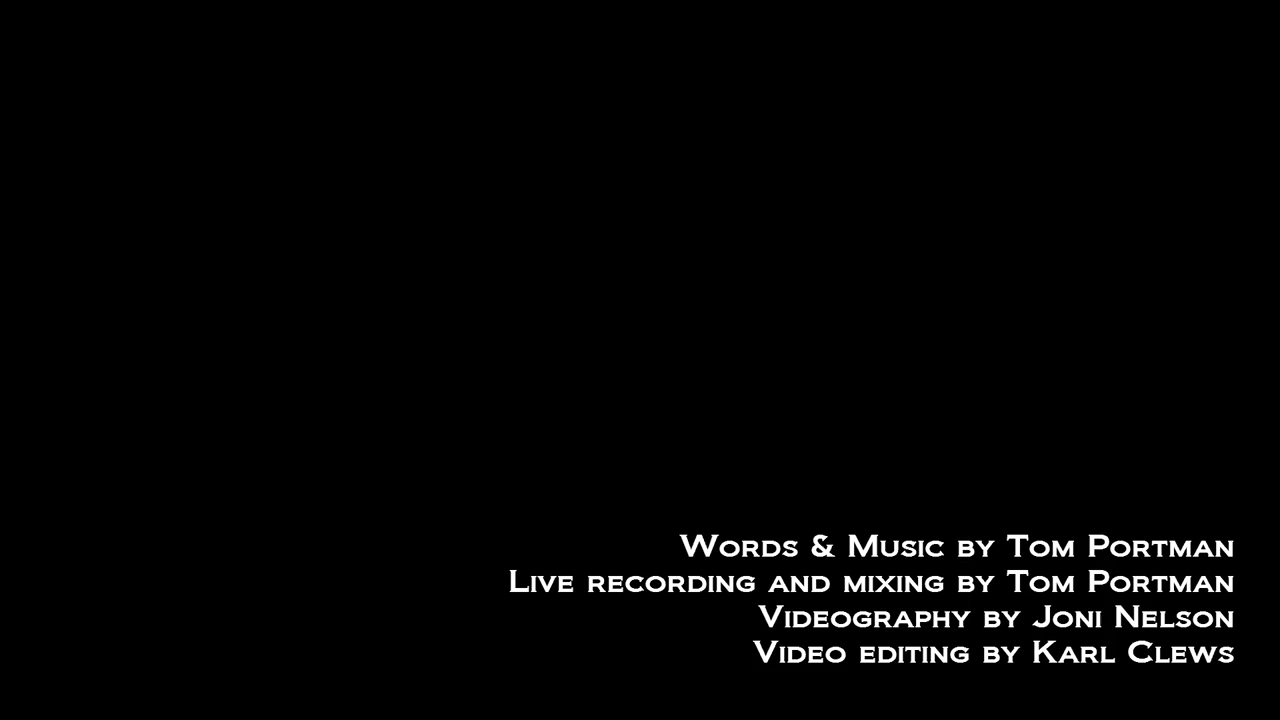 Words & Music by Tom Portman
Live recording and mixing by Tom Portman
Videography by Joni Nelson
Video editing by Karl Clews